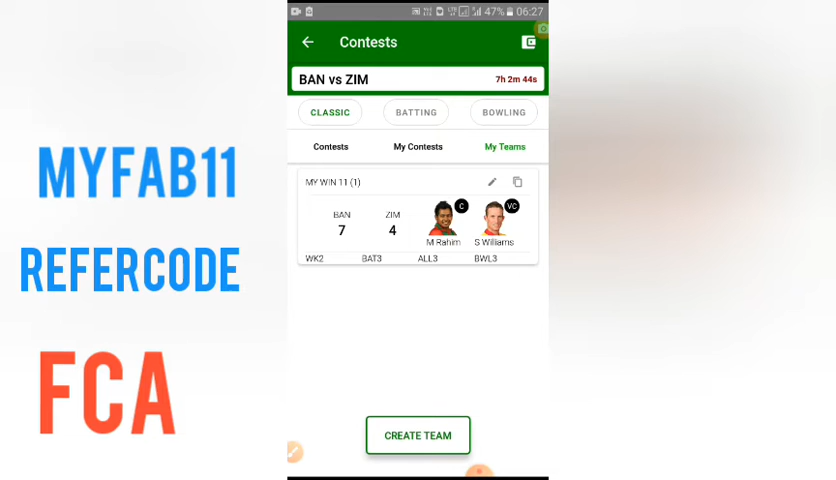 47% 06:27
Contests
BAN vs ZIM 7h 2m 44s
CLASSIC BATTING BOWLING
Contests My Contests My Teams
MY WIN 11 (1)
C VC
BAN ZIM
7 4
M Rahim S Williams
WK2 BAT3 ALL3 BWL3
CREATE TEAM
MYFAB11
REFERCODE
FCA